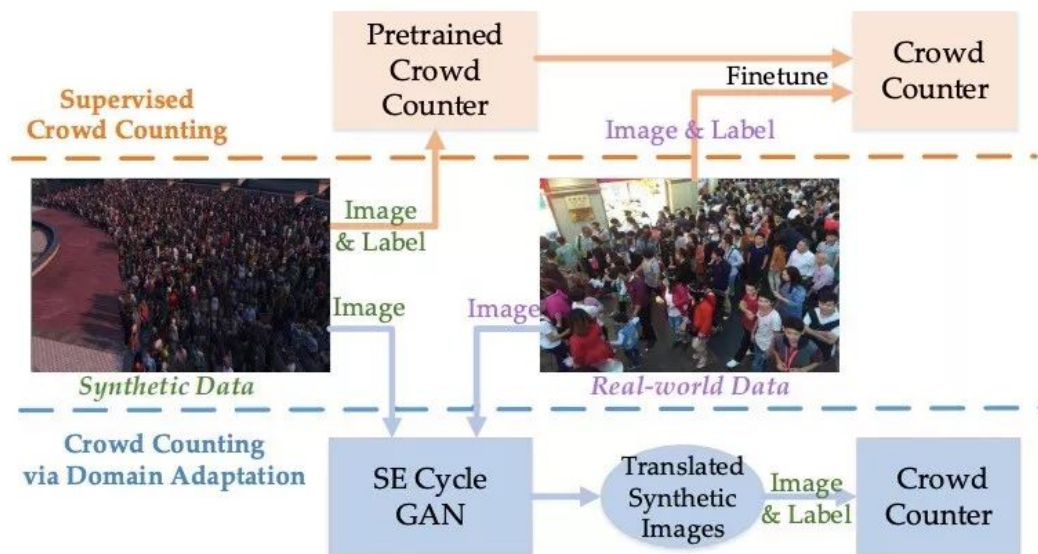 Pretrained
Crowd
Counter
Crowd
Counter
Finetune
Supervised
Crowd Counting
Image & Label
Image
& Label
Image
Image
Synthetic Data
Real-world Data
Crowd Counting
via Domain Adaptation
SE Cycle
GAN
Translated
Synthetic
Images
Image
& Label
Crowd
Counter